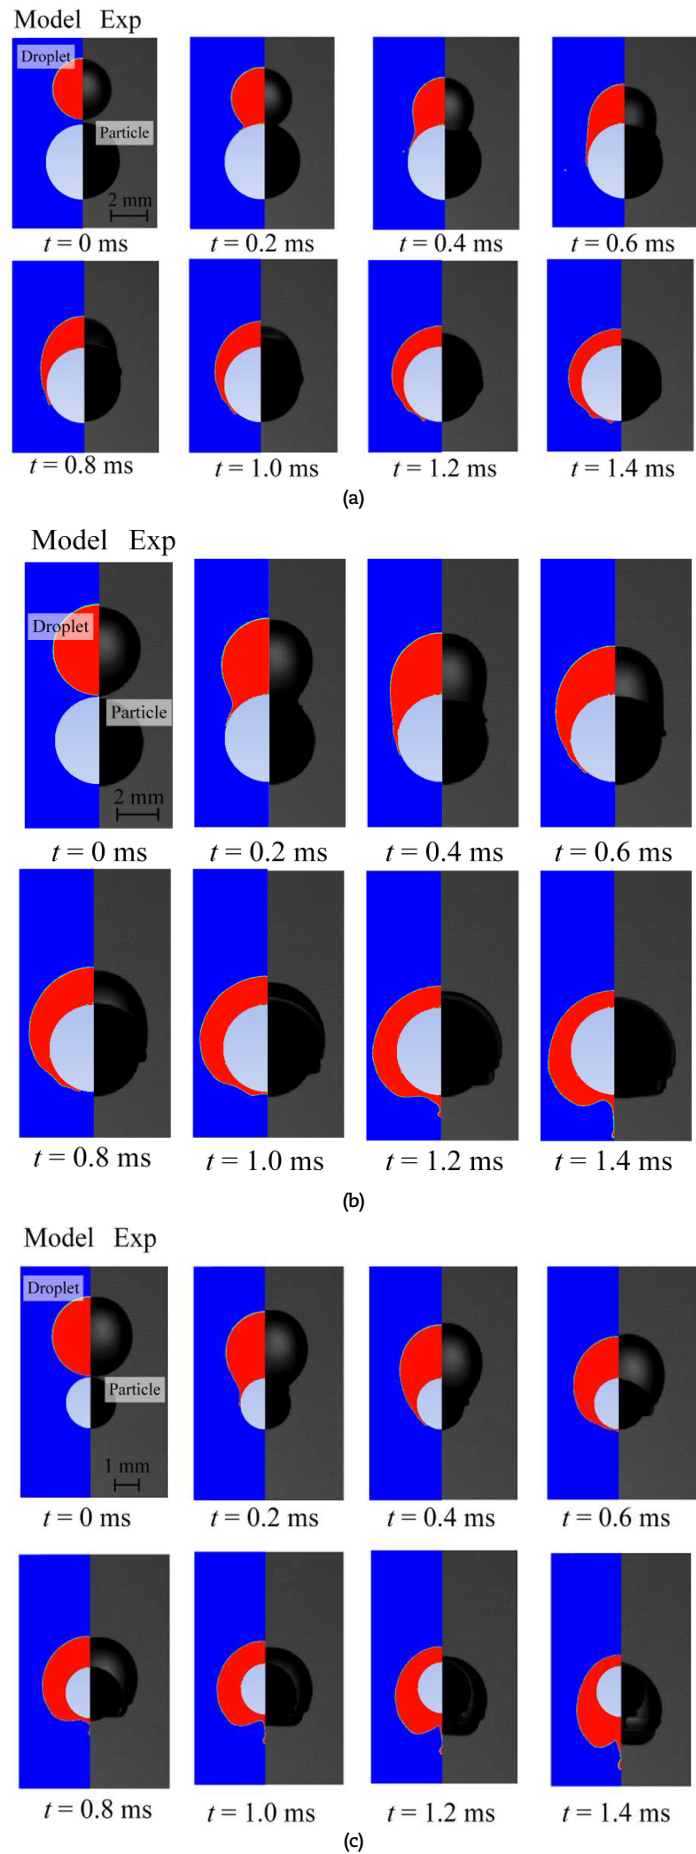 Model Exp
Droplet
Particle
2 mm
t = 0 ms
t = 0.2 ms
t = 0.4 ms
t = 0.6 ms
t = 0.8 ms
t = 1.0 ms
t = 1.2 ms
t = 1.4 ms
(a)
Model Exp
Droplet
Particle
2 mm
t = 0 ms
t = 0.2 ms
t = 0.4 ms
t = 0.6 ms
t = 0.8 ms
t = 1.0 ms
t = 1.2 ms
t = 1.4 ms
(b)
Model Exp
Droplet
Particle
1 mm
t = 0 ms
t = 0.2 ms
t = 0.4 ms
t = 0.6 ms
t = 0.8 ms
t = 1.0 ms
t = 1.2 ms
t = 1.4 ms
(c)